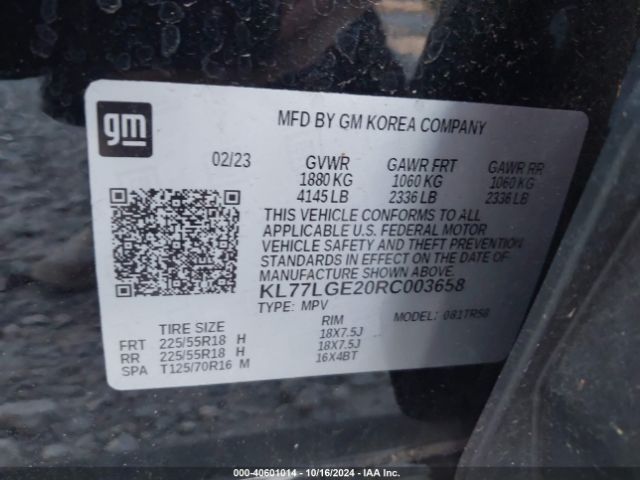 gm
MFD BY GM KOREA COMPANY
02/23 GVWR GAWR FRT GAWR RR
1880 KG 1060 KG 1060 KG
4145 LB 2336 LB 2336 LB
THIS VEHICLE CONFORMS TO ALL
APPLICABLE U.S. FEDERAL MOTOR
VEHICLE SAFETY AND THEFT PREVENTION
STANDARDS IN EFFECT ON THE DATE OF
MANUFACTURE SHOWN ABOVE.
KL77LGE20RC003658
TYPE: MPV MODEL: 081TR58
TIRE SIZE RIM
FRT 225/55R18 H 18X7.5J
RR 225/55R18 H 18X7.5J
SPA T125/70R16 M 16X4BT
000-40601014 - 10/16/2024 - IAA Inc.